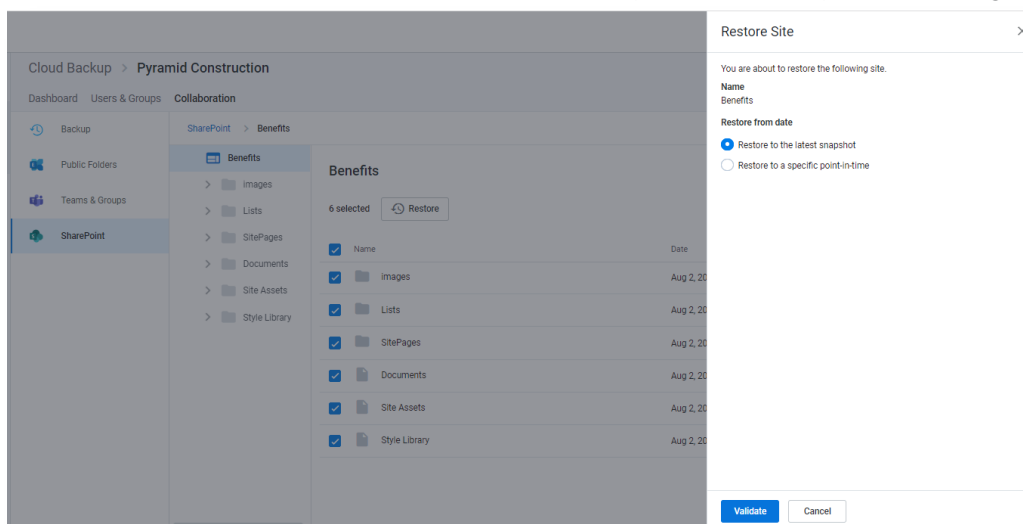 Restore Site
You are about to restore the following site.
Name
Benefits
Restore from date
Restore to the latest snapshot
Restore to a specific point-in-time
Validate Cancel
Cloud Backup > Pyramid Construction
Dashboard Users & Groups Collaboration
Backup
Public Folders
Teams & Groups
SharePoint
SharePoint > Benefits
Benefits
images
Lists
SitePages
Documents
Site Assets
Style Library
Benefits
6 selected Restore
Name Date
images Aug 2, 20
Lists Aug 2, 20
SitePages Aug 2, 20
Documents Aug 2, 20
Site Assets Aug 2, 20
Style Library Aug 2, 20